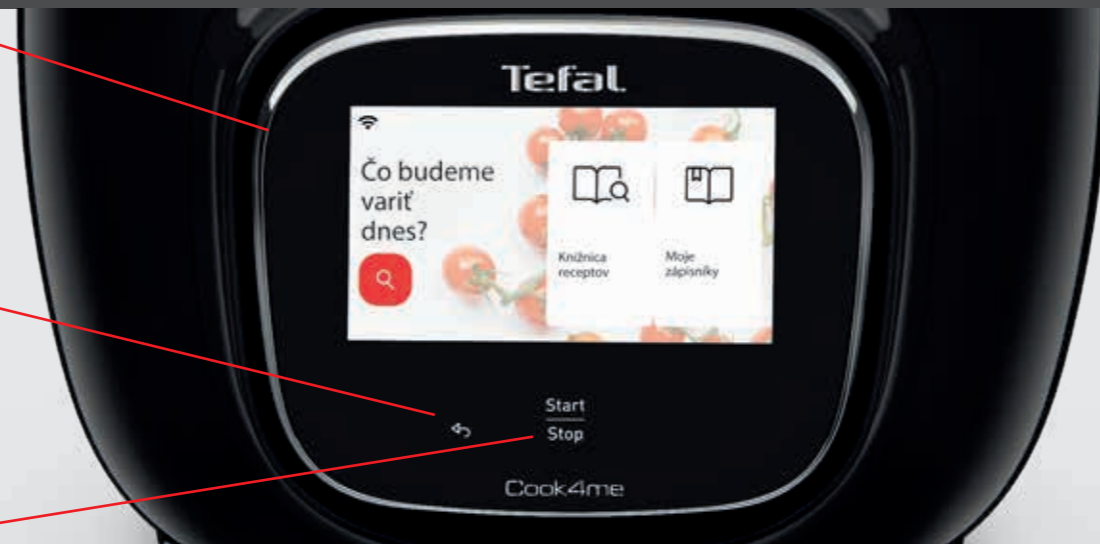 Tefal
Čo budeme
variť
dnes?
Knižnica
receptov
Moje
zápisníky
Start
Stop
Cook4me